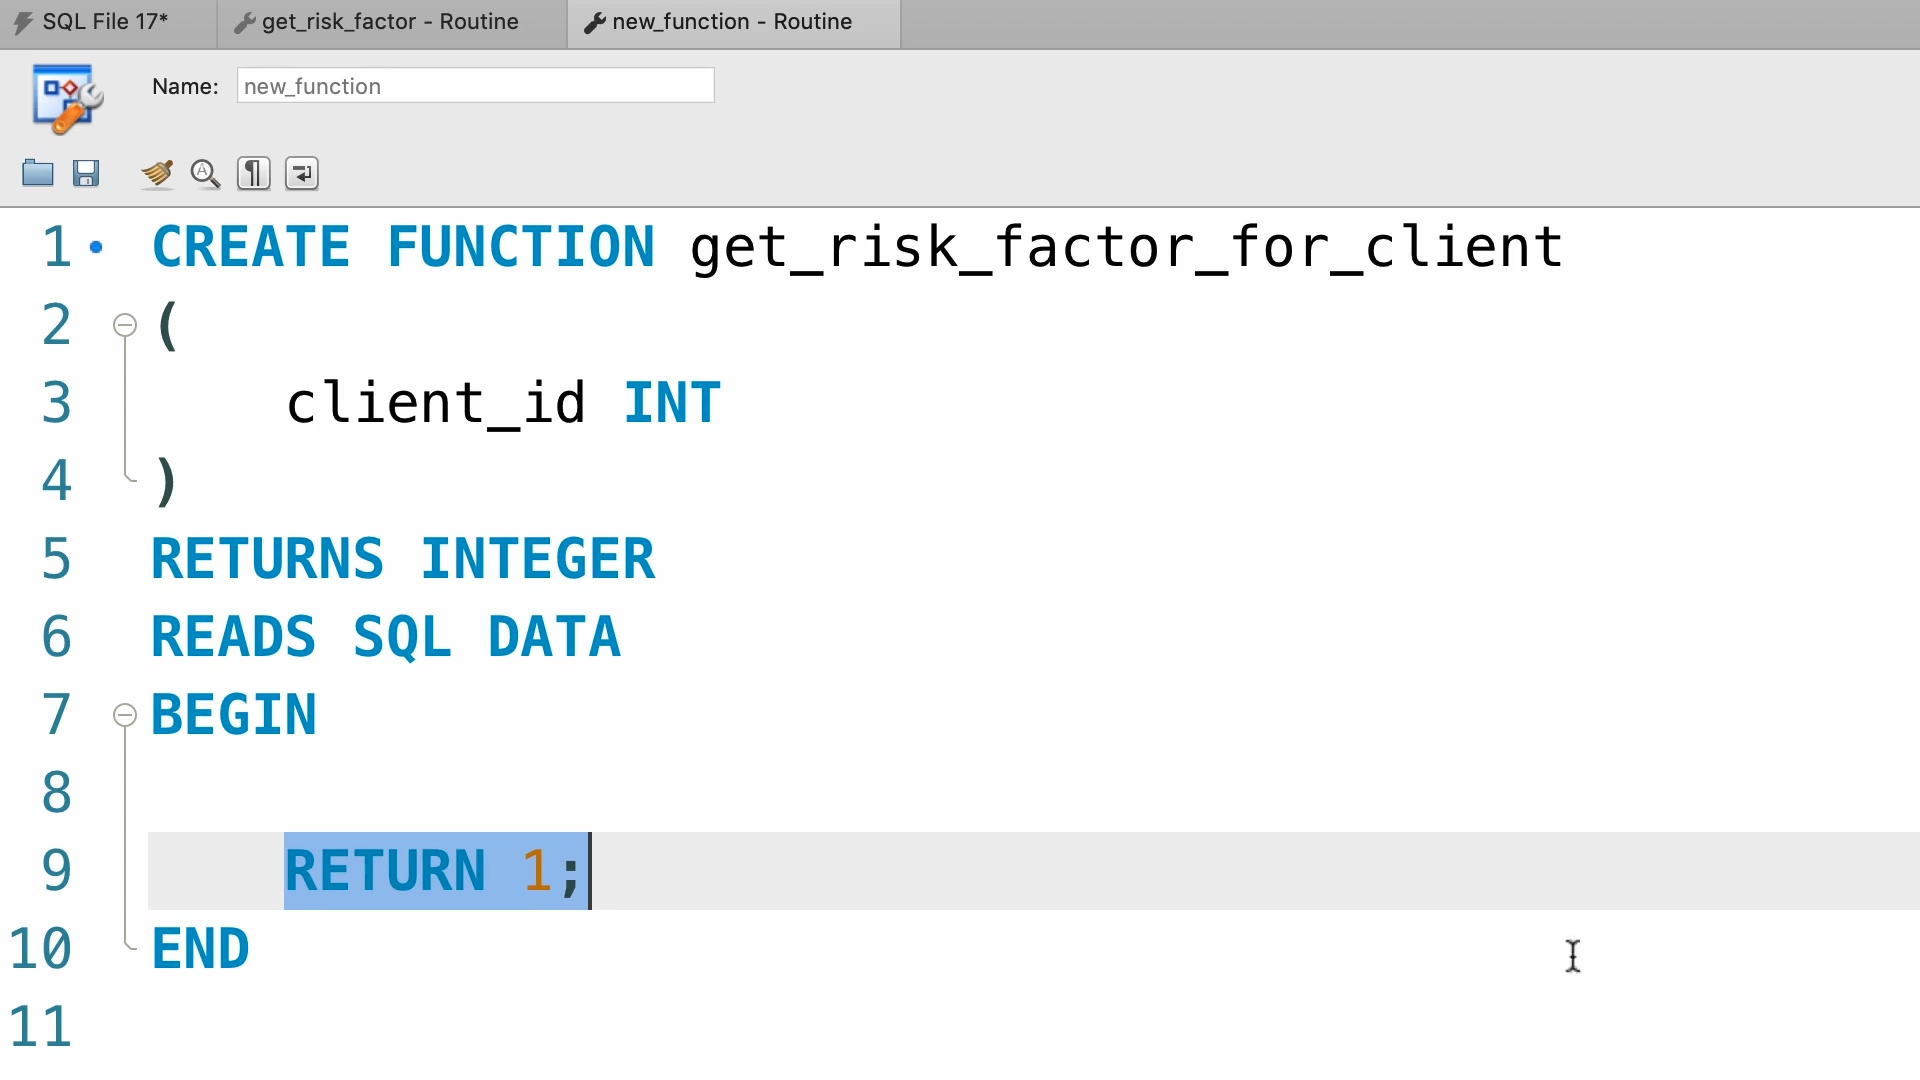 SQL File 17*
get_risk_factor - Routine
new_function - Routine
Name: new_function
1 CREATE FUNCTION get_risk_factor_for_client
2 (
3 client_id INT
4 )
5 RETURNS INTEGER
6 READS SQL DATA
7 BEGIN
8
9 RETURN 1;
10 END
11